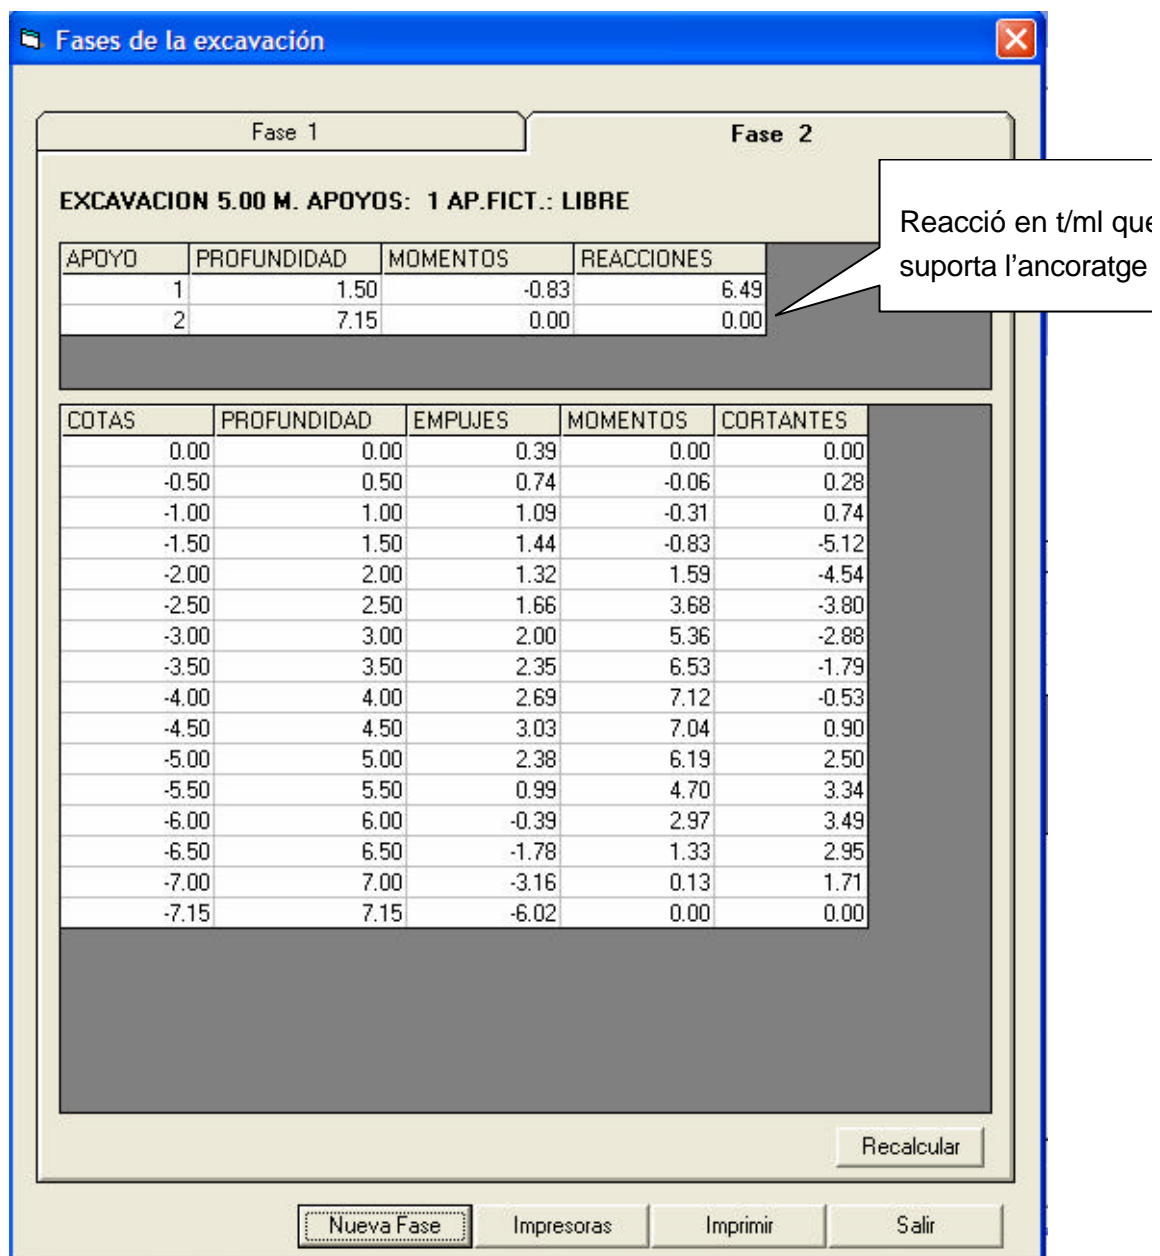 Fases de la excavación
Fase 1
Fase 2
EXCAVACION 5.00 M. APOYOS: 1 AP.FICT.: LIBRE
Reacció en t/ml que
suporta l'ancoratge
APOYO PROFUNDIDAD MOMENTOS REACCIONES
1 1.50 -0.83 6.49
2 7.15 0.00 0.00
COTAS PROFUNDIDAD EMPUJES MOMENTOS CORTANTES
0.00 0.00 0.39 0.00 0.00
-0.50 0.50 0.74 -0.06 0.28
-1.00 1.00 1.09 -0.31 0.74
-1.50 1.50 1.44 -0.83 -5.12
-2.00 2.00 1.32 1.59 -4.54
-2.50 2.50 1.66 3.68 -3.80
-3.00 3.00 2.00 5.36 -2.88
-3.50 3.50 2.35 6.53 -1.79
-4.00 4.00 2.69 7.12 -0.53
-4.50 4.50 3.03 7.04 0.90
-5.00 5.00 2.38 6.19 2.50
-5.50 5.50 0.99 4.70 3.34
-6.00 6.00 -0.39 2.97 3.49
-6.50 6.50 -1.78 1.33 2.95
-7.00 7.00 -3.16 0.13 1.71
-7.15 7.15 -6.02 0.00 0.00
Recalcular
Nueva Fase Impresoras Imprimir Salir